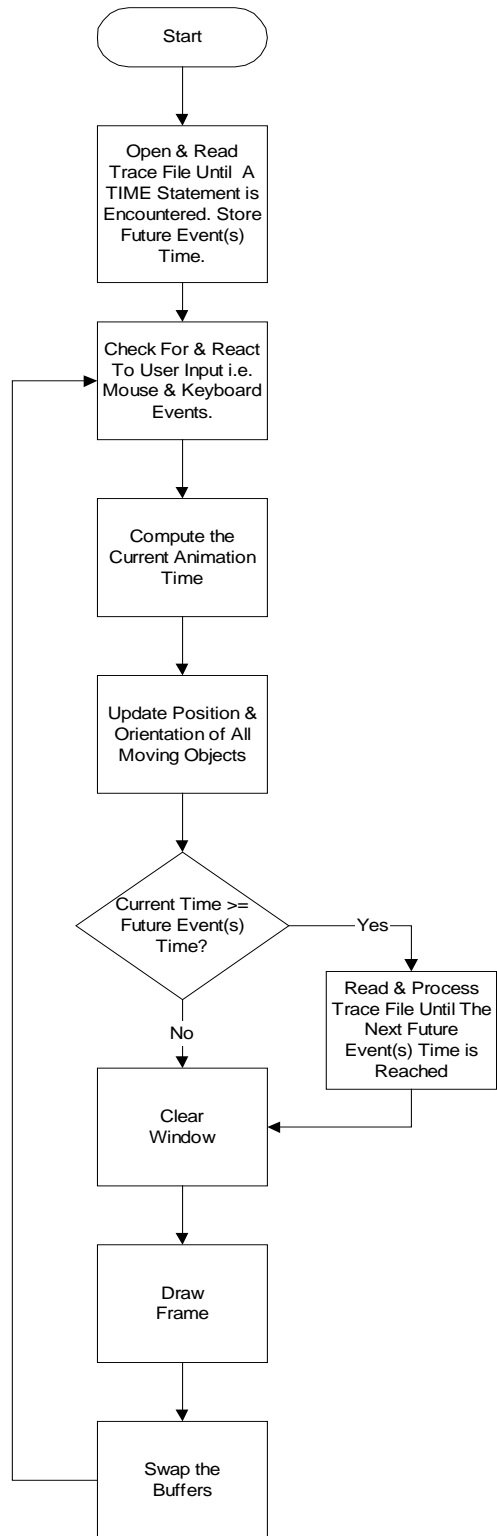 Start
Open & Read
Trace File Until A
TIME Statement is
Encountered. Store
Future Event(s)
Time.
Check For & React
To User Input i.e.
Mouse & Keyboard
Events.
Compute the
Current Animation
Time
Update Position &
Orientation of All
Moving Objects
Current Time >=
Future Event(s)
Time?
Yes
Read & Process
Trace File Until The
Next Future
Event(s) Time is
Reached
No
Clear
Window
Draw
Frame
Swap the
Buffers